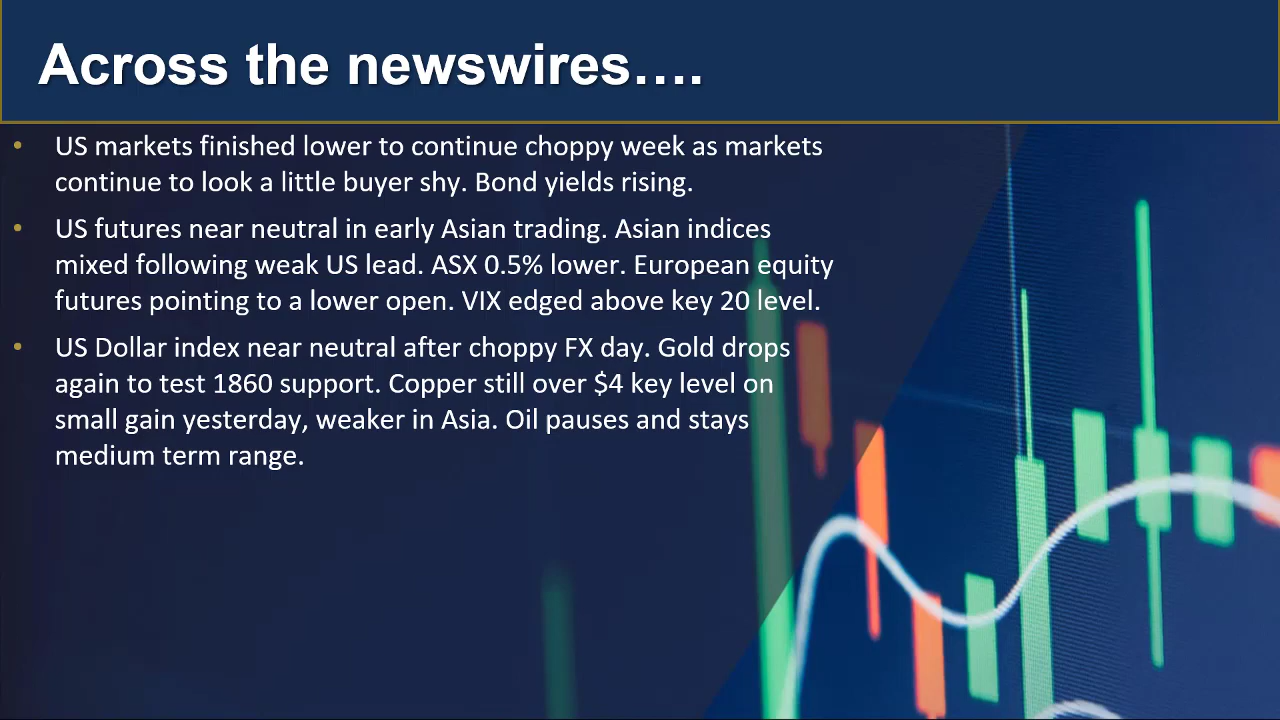 Across the newswires….
• US markets finished lower to continue choppy week as markets
continue to look a little buyer shy. Bond yields rising.
• US futures near neutral in early Asian trading. Asian indices
mixed following weak US lead. ASX 0.5% lower. European equity
futures pointing to a lower open. VIX edged above key 20 level.
• US Dollar index near neutral after choppy FX day. Gold drops
again to test 1860 support. Copper still over $4 key level on
small gain yesterday, weaker in Asia. Oil pauses and stays
medium term range.